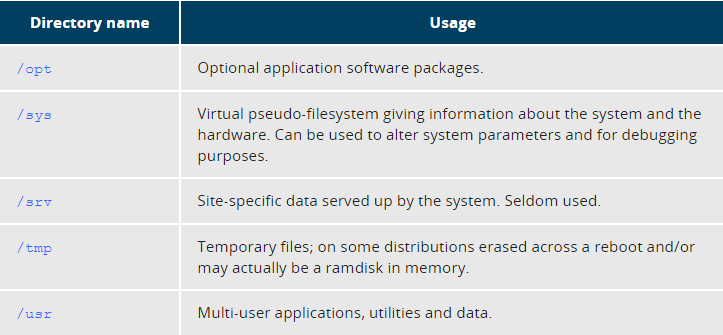 Directory name Usage
/opt Optional application software packages.
/sys Virtual pseudo-filesystem giving information about the system and the
hardware. Can be used to alter system parameters and for debugging
purposes.
/srv Site-specific data served up by the system. Seldom used.
/tmp Temporary files; on some distributions erased across a reboot and/or
may actually be a ramdisk in memory.
/usr Multi-user applications, utilities and data.